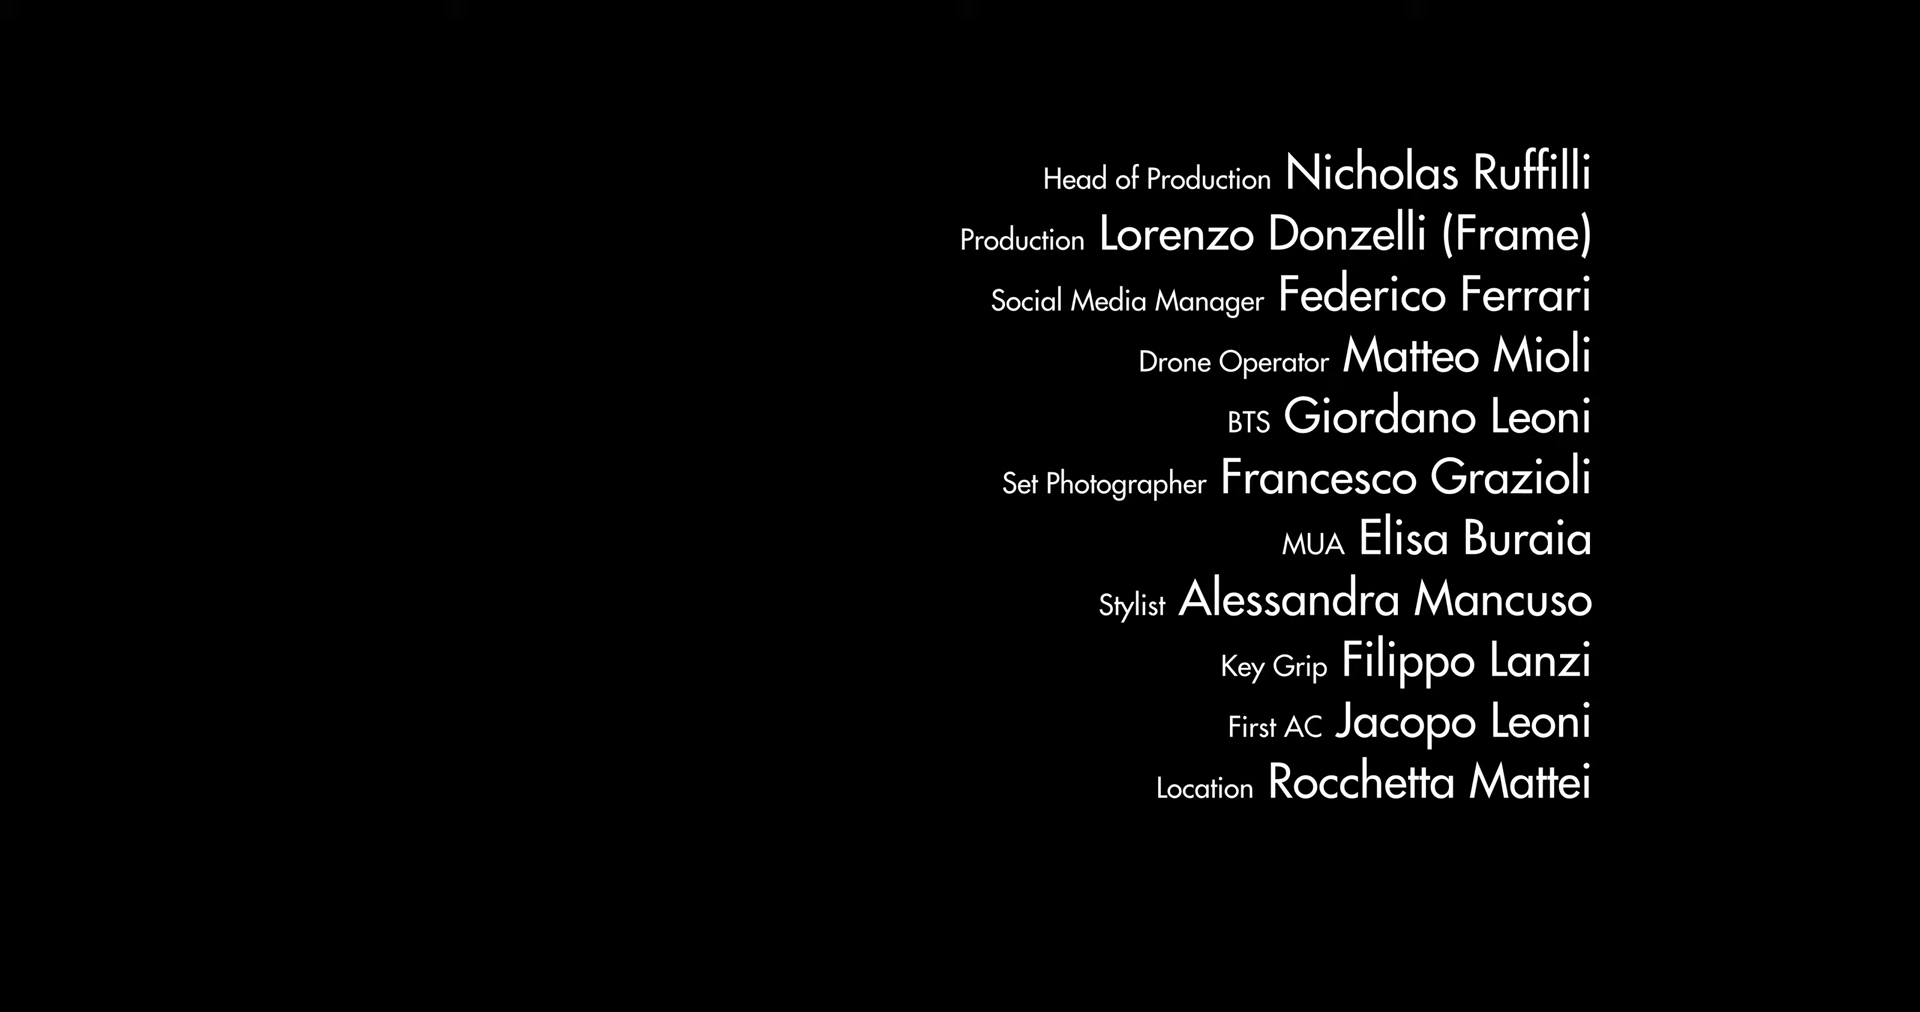 Head of Production Nicholas Ruffilli
Production Lorenzo Donzelli (Frame)
Social Media Manager Federico Ferrari
Drone Operator Matteo Mioli
BTS Giordano Leoni
Set Photographer Francesco Grazioli
MUA Elisa Buraia
Stylist Alessandra Mancuso
Key Grip Filippo Lanzi
First AC Jacopo Leoni
Location Rocchetta Mattei